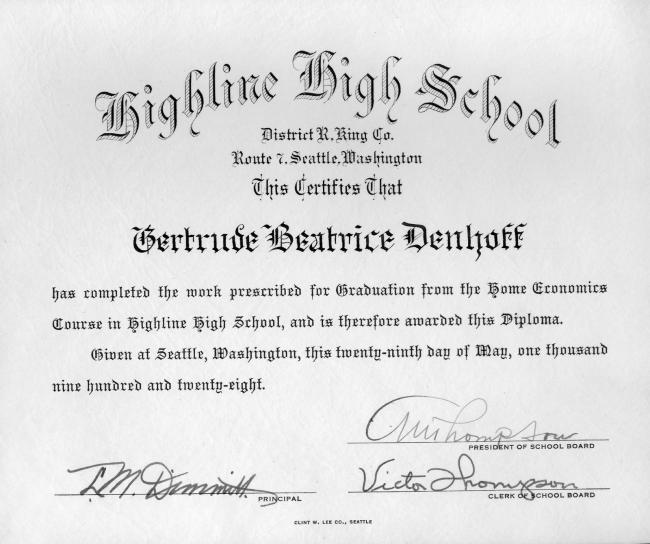 Highline High School
District R, King Co.
Route 7, Seattle, Washington
This Certifies That
Gertrude Beatrice Denhoff
has completed the work prescribed for Graduation from the Home Economics
Course in Highline High School, and is therefore awarded this Diploma.
Given at Seattle, Washington, this twenty-ninth day of May, one thousand
nine hundred and twenty-eight.
Thompson
PRESIDENT OF SCHOOL BOARD
Victor Thompson
CLERK OF SCHOOL BOARD
PRINCIPAL
CLINT W. LEE CO., SEATTLE